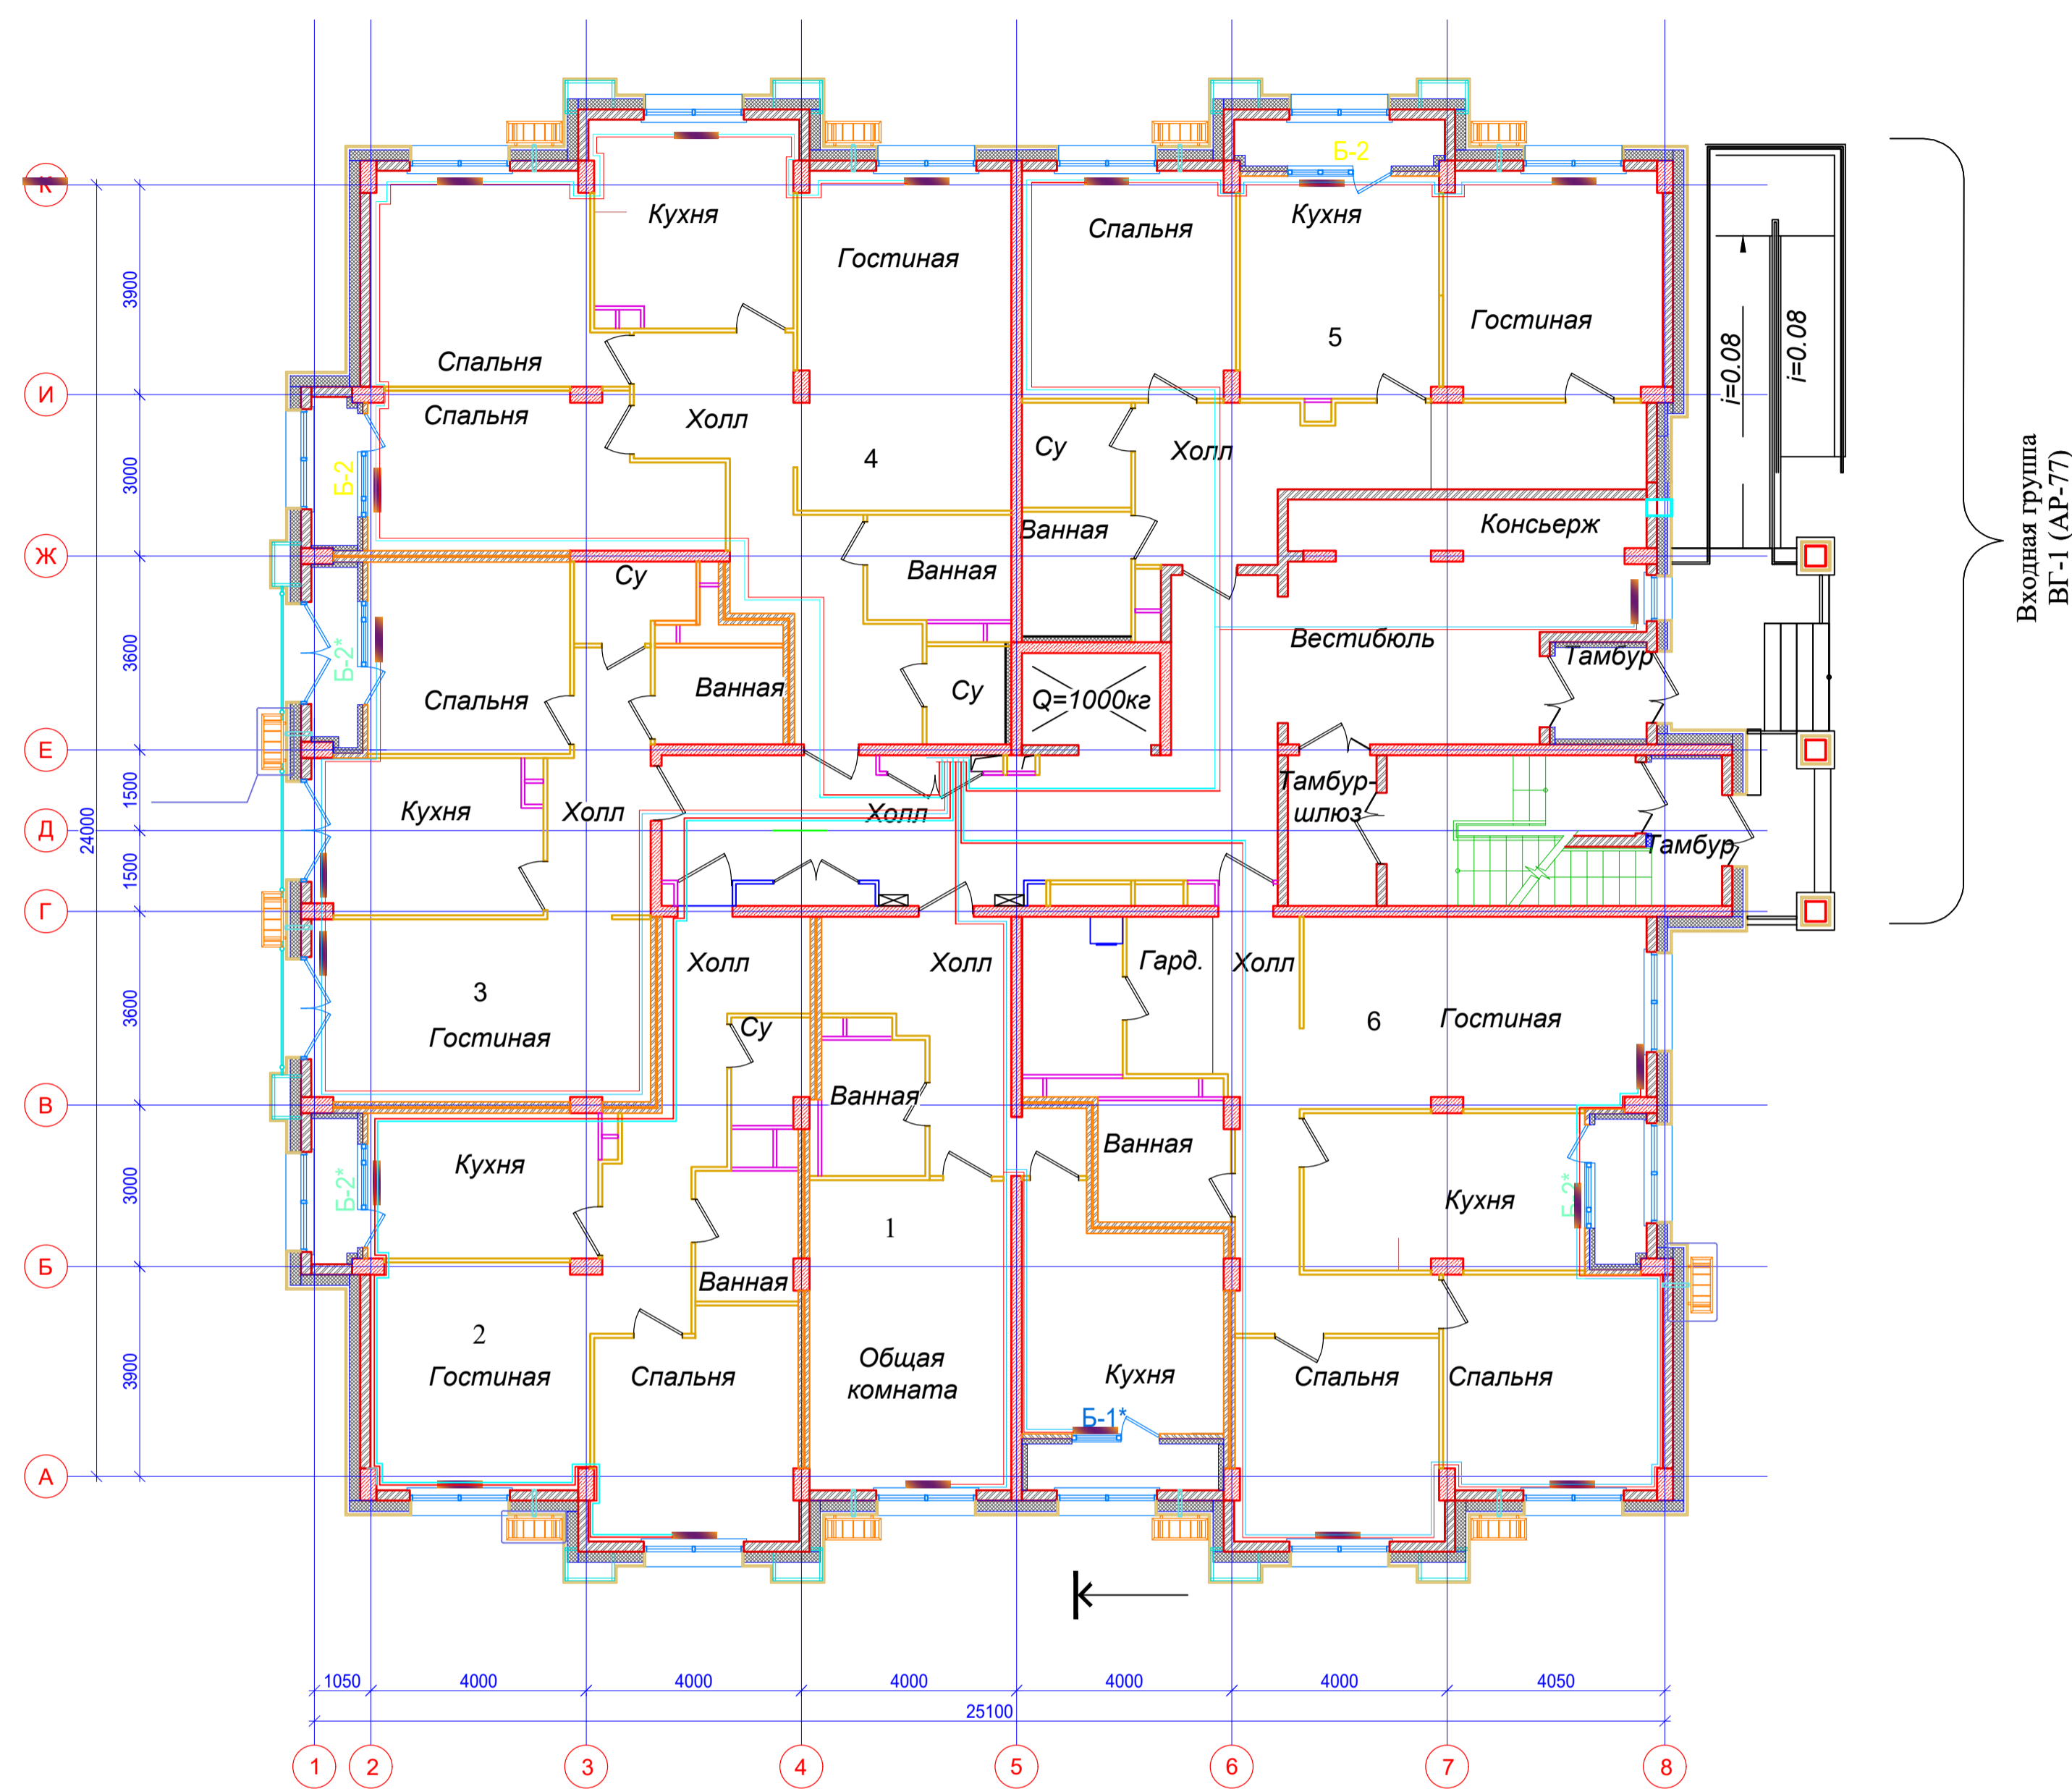 Б-2
К
Кухня
Спальня
Кухня
Гостиная
3900
Гостиная
i=0.08
i=0.08
5
Спальня
И
Спальня
Холл
Су
Холл
4
3000
Б-2
Консьерж
Ванная
Входная группа
ВГ-1 (АР-77)
Ж
Су
Ванная
3600
Б-2*
Вестибюль
Тамбур
Спальня
Ванная
Су
Q=1000кг
Е
1500
Кухня
Холл
Холл
Тамбур-
шлюз
Д
24000
Тамбур
1500
Г
Холл
Холл
Гард.
Холл
3
6
Гостиная
3600
Гостиная
Су
Ванная
В
Кухня
Ванная
3000
Б-2*
Кухня
Б-2*
1
Б
Ванная
2
Гостиная
Спальня
Общая
комната
Кухня
Спальня
Спальня
3900
Б-1*
А
1050
4000
4000
4000
4000
4000
4050
25100
1
2
3
4
5
6
7
8